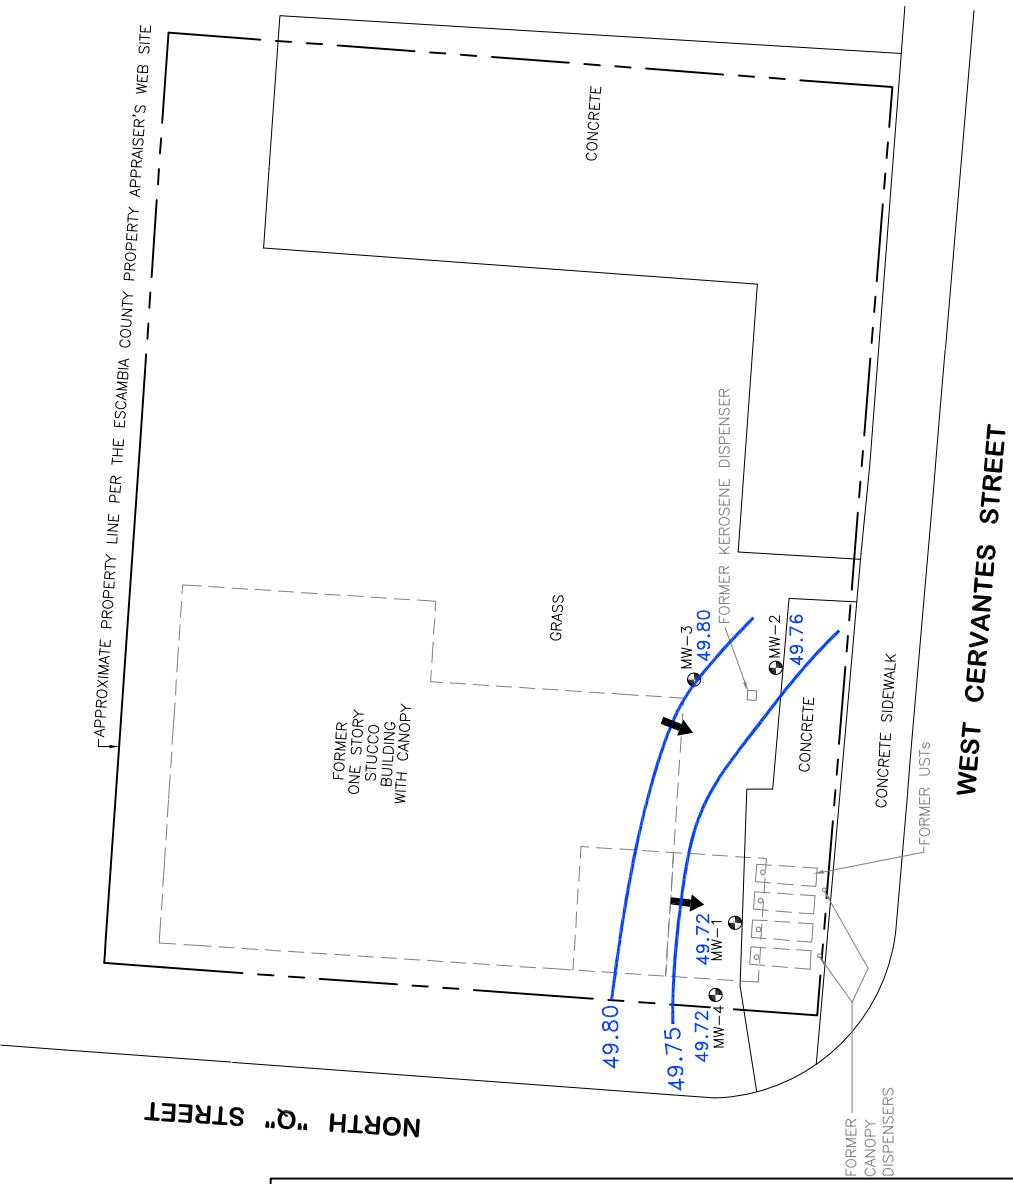 APPROXIMATE PROPERTY LINE PER THE ESCAMBIA COUNTY PROPERTY APPRAISER'S WEB SITE
CONCRETE
FORMER KEROSENE DISPENSER
GRASS
FORMER
ONE STORY
STUCCO
BUILDING
WITH CANOPY
MW-3
49.80
MW-2
49.76
CONCRETE
CONCRETE SIDEWALK
WEST CERVANTES STREET
FORMER USTs
49.72
MW-1
49.72
MW-4
49.80
49.75
NORTH "Q" STREET
FORMER
CANOPY
DISPENSERS